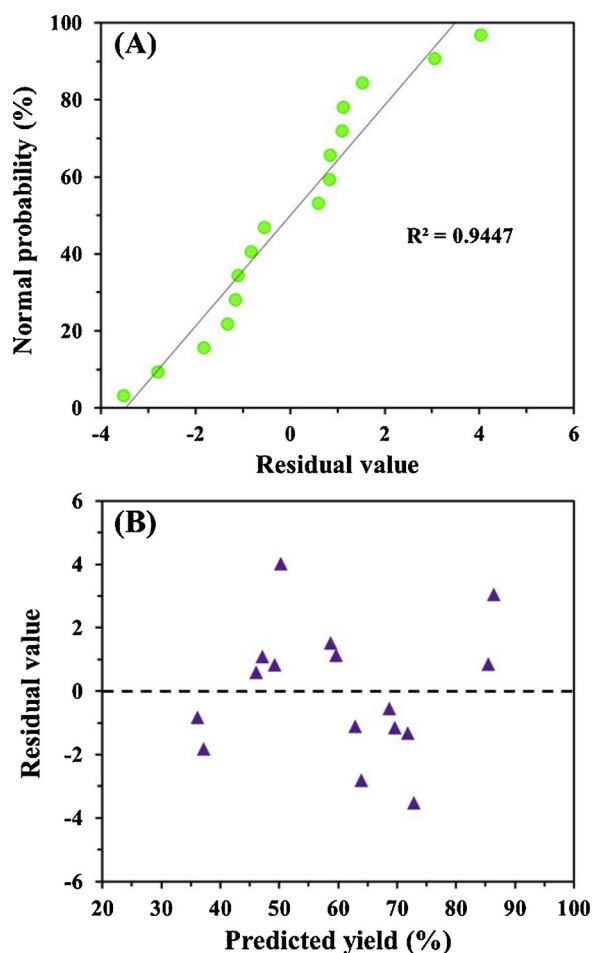 (A)
Normal probability (%)
100
80
60
40
20
0
R² = 0.9447
-4 -2 0 2 4 6
Residual value
(B)
Residual value
6
4
2
0
-2
-4
-6
20 30 40 50 60 70 80 90 100
Predicted yield (%)